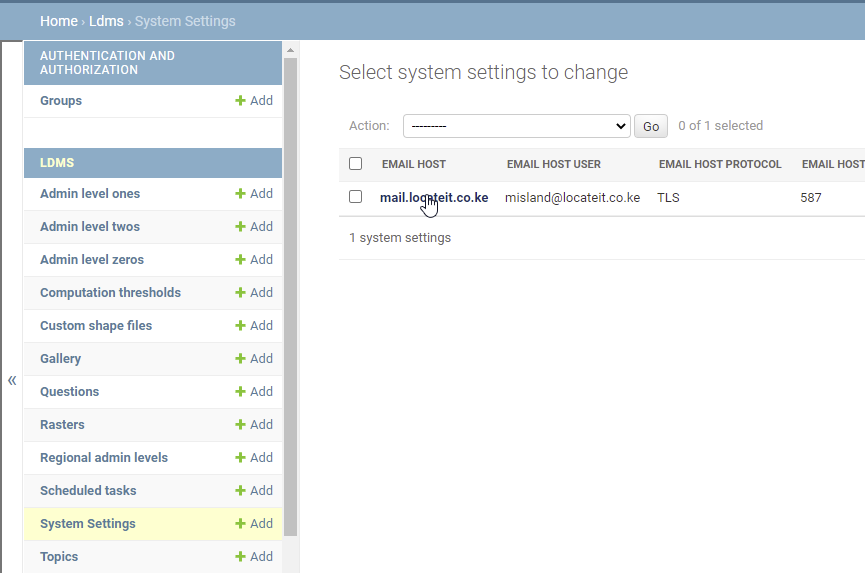 Home › Ldms › System Settings
AUTHENTICATION AND
AUTHORIZATION
Groups + Add
LDMS
Admin level ones + Add
Admin level twos + Add
Admin level zeros + Add
Computation thresholds + Add
Custom shape files + Add
Gallery + Add
Questions + Add
Rasters + Add
Regional admin levels + Add
Scheduled tasks + Add
System Settings + Add
Topics + Add
«
Select system settings to change
Action: --------- Go 0 of 1 selected
EMAIL HOST EMAIL HOST USER EMAIL HOST PROTOCOL EMAIL HOST
mail.locateit.co.ke misland@locateit.co.ke TLS 587
1 system settings